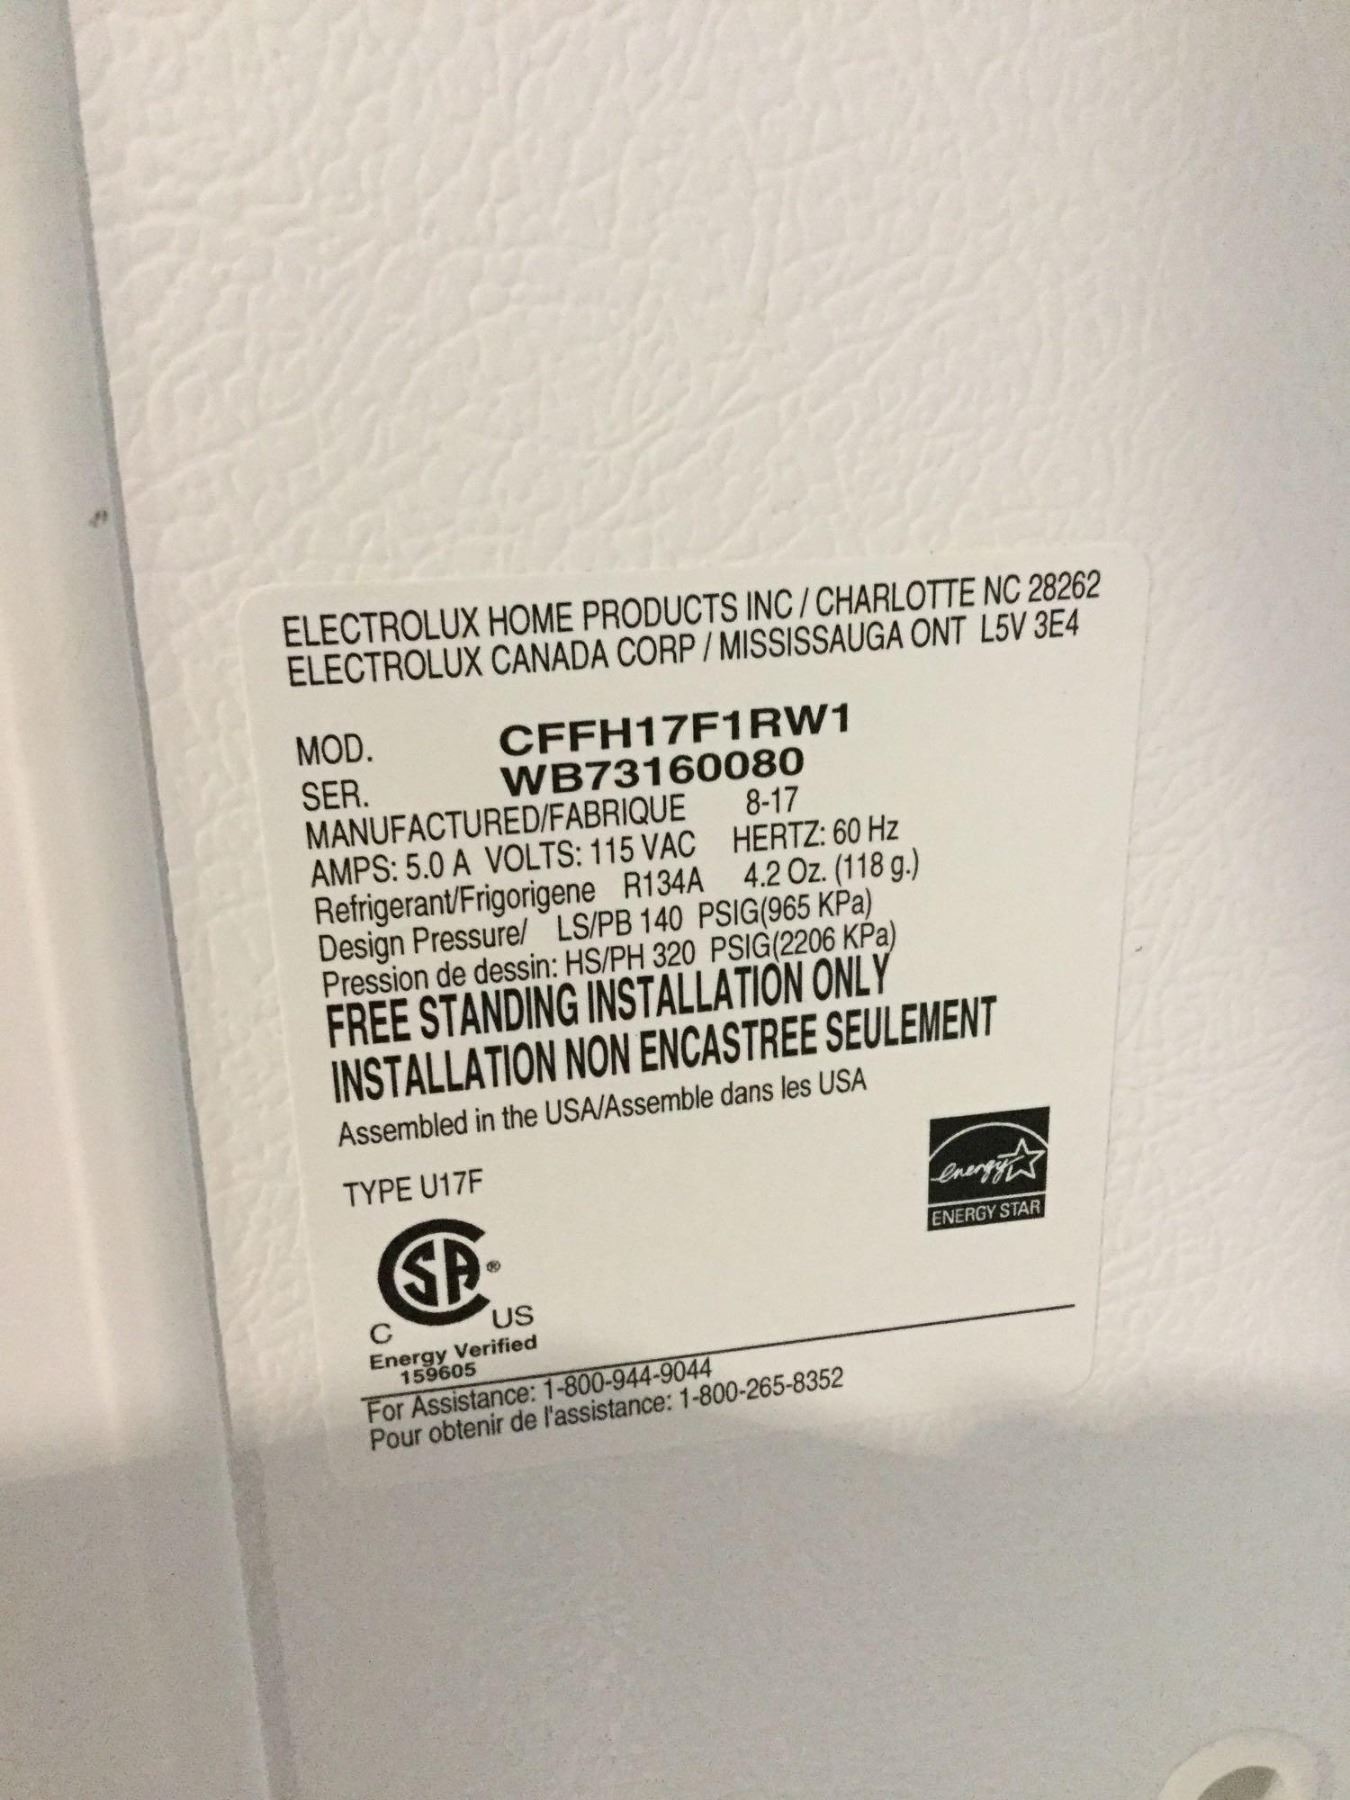 ELECTROLUX HOME PRODUCTS INC / CHARLOTTE NC 28262
ELECTROLUX CANADA CORP / MISSISSAUGA ONT L5V 3E4
MOD. CFFH17F1RW1
SER. WB73160080
MANUFACTURED/FABRIQUE 8-17
AMPS: 5.0 A VOLTS: 115 VAC HERTZ: 60 Hz
Refrigerant/Frigorigene R134A 4.2 Oz. (118 g.)
Design Pressure/ LS/PB 140 PSIG(965 KPa)
Pression de dessin: HS/PH 320 PSIG(2206 KPa)
FREE STANDING INSTALLATION ONLY
INSTALLATION NON ENCASTREE SEULEMENT
Assembled in the USA/Assemble dans les USA
energy
ENERGY STAR
TYPE U17F
CSA®
C US
Energy Verified
159605
For Assistance: 1-800-944-9044
Pour obtenir de l'assistance: 1-800-265-8352